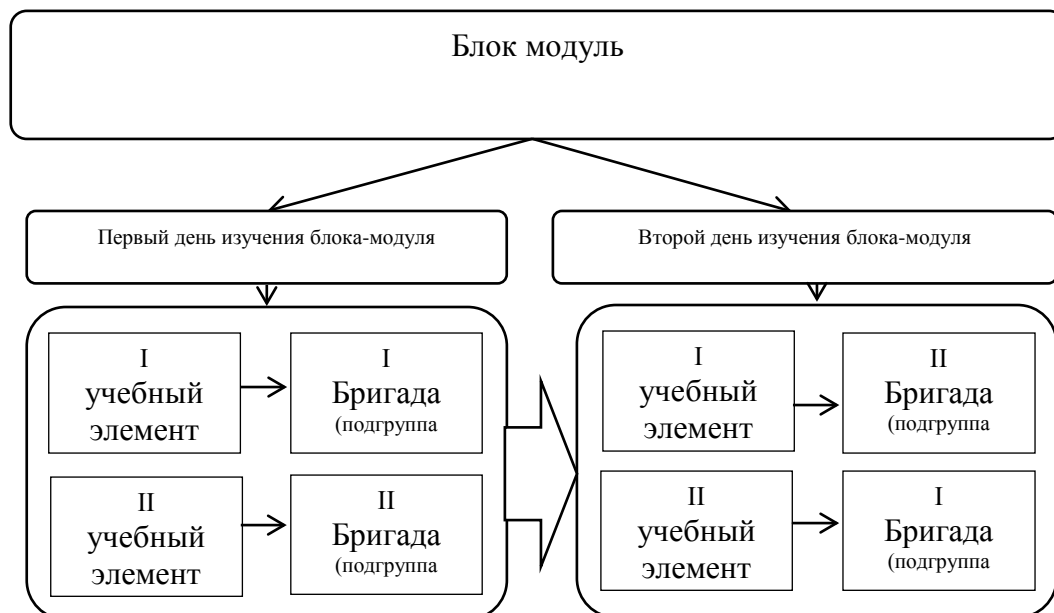 Блок модуль
Первый день изучения блока-модуля
Второй день изучения блока-модуля
I
учебный
элемент
I
Бригада
(подгруппа
II
учебный
элемент
II
Бригада
(подгруппа
I
учебный
элемент
II
Бригада
(подгруппа
II
учебный
элемент
I
Бригада
(подгруппа